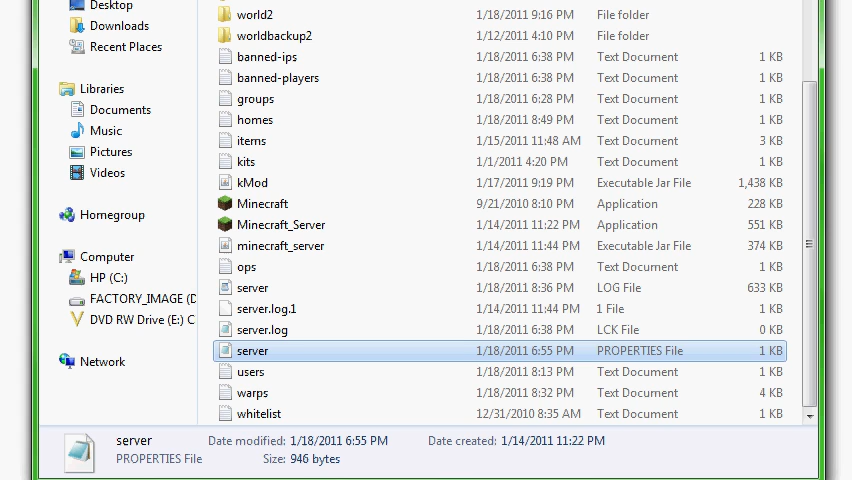 Desktop
Downloads
Recent Places
Libraries
Documents
Music
Pictures
Videos
Homegroup
Computer
HP (C:)
FACTORY_IMAGE (D
DVD RW Drive (E:) C
Network
world2 1/18/2011 9:16 PM File folder
worldbackup2 1/12/2011 4:10 PM File folder
banned-ips 1/18/2011 6:38 PM Text Document 1 KB
banned-players 1/18/2011 6:38 PM Text Document 1 KB
groups 1/18/2011 6:28 PM Text Document 1 KB
homes 1/18/2011 8:49 PM Text Document 1 KB
items 1/15/2011 11:48 AM Text Document 3 KB
kits 1/1/2011 4:20 PM Text Document 1 KB
kMod 1/17/2011 9:19 PM Executable Jar File 1,438 KB
Minecraft 9/21/2010 8:10 PM Application 228 KB
Minecraft_Server 1/14/2011 11:22 PM Application 551 KB
minecraft_server 1/14/2011 11:44 PM Executable Jar File 374 KB
ops 1/18/2011 6:38 PM Text Document 1 KB
server 1/18/2011 8:36 PM LOG File 633 KB
server.log.1 1/14/2011 11:44 PM 1 File 0 KB
server.log 1/18/2011 6:38 PM LCK File 0 KB
server 1/18/2011 6:55 PM PROPERTIES File 1 KB
users 1/18/2011 8:13 PM Text Document 1 KB
warps 1/18/2011 8:32 PM Text Document 4 KB
whitelist 12/31/2010 8:35 AM Text Document 1 KB
server Date modified: 1/18/2011 6:55 PM Date created: 1/14/2011 11:22 PM
PROPERTIES File Size: 946 bytes